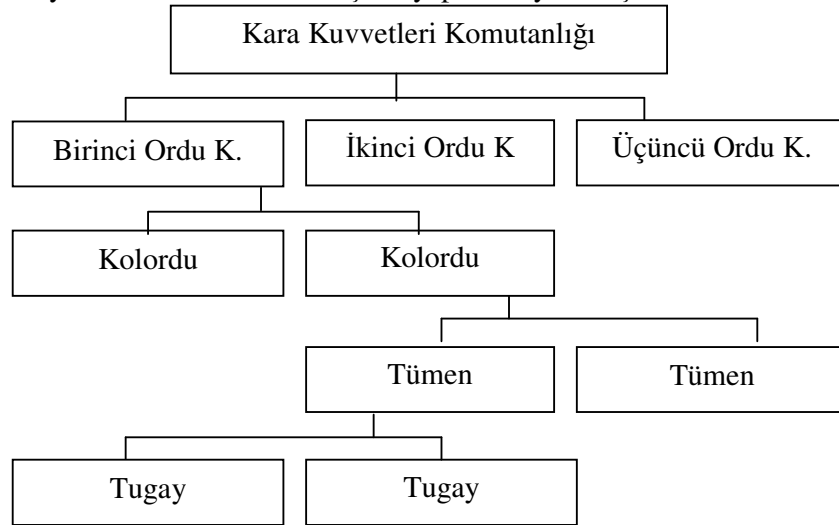 Kara Kuvvetleri Komutanlığı
Birinci Ordu K.
İkinci Ordu K
Üçüncü Ordu K.
Kolordu
Kolordu
Tümen
Tümen
Tugay
Tugay